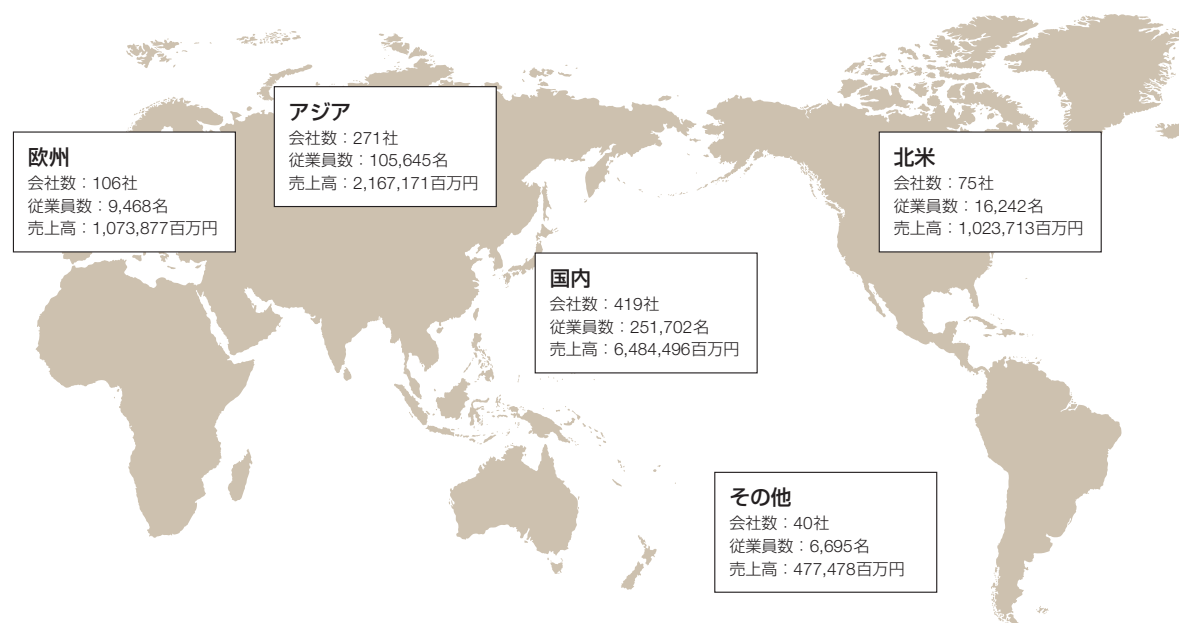 欧州
会社数：106社
従業員数：9,468名
売上高：1,073,877百万円
アジア
会社数：271社
従業員数：105,645名
売上高：2,167,171百万円
国内
会社数：419社
従業員数：251,702名
売上高：6,484,496百万円
北米
会社数：75社
従業員数：16,242名
売上高：1,023,713百万円
その他
会社数：40社
従業員数：6,695名
売上高：477,478百万円